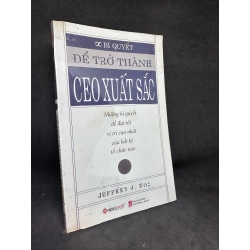 ∞ BÍ QUYẾT
ĐỂ TRỞ THÀNH
CEO XUẤT SẮC
Những bí quyết
để đạt tới
vị trí cao nhất
của bất kỳ
tổ chức nào
JEFFREY J. FOX